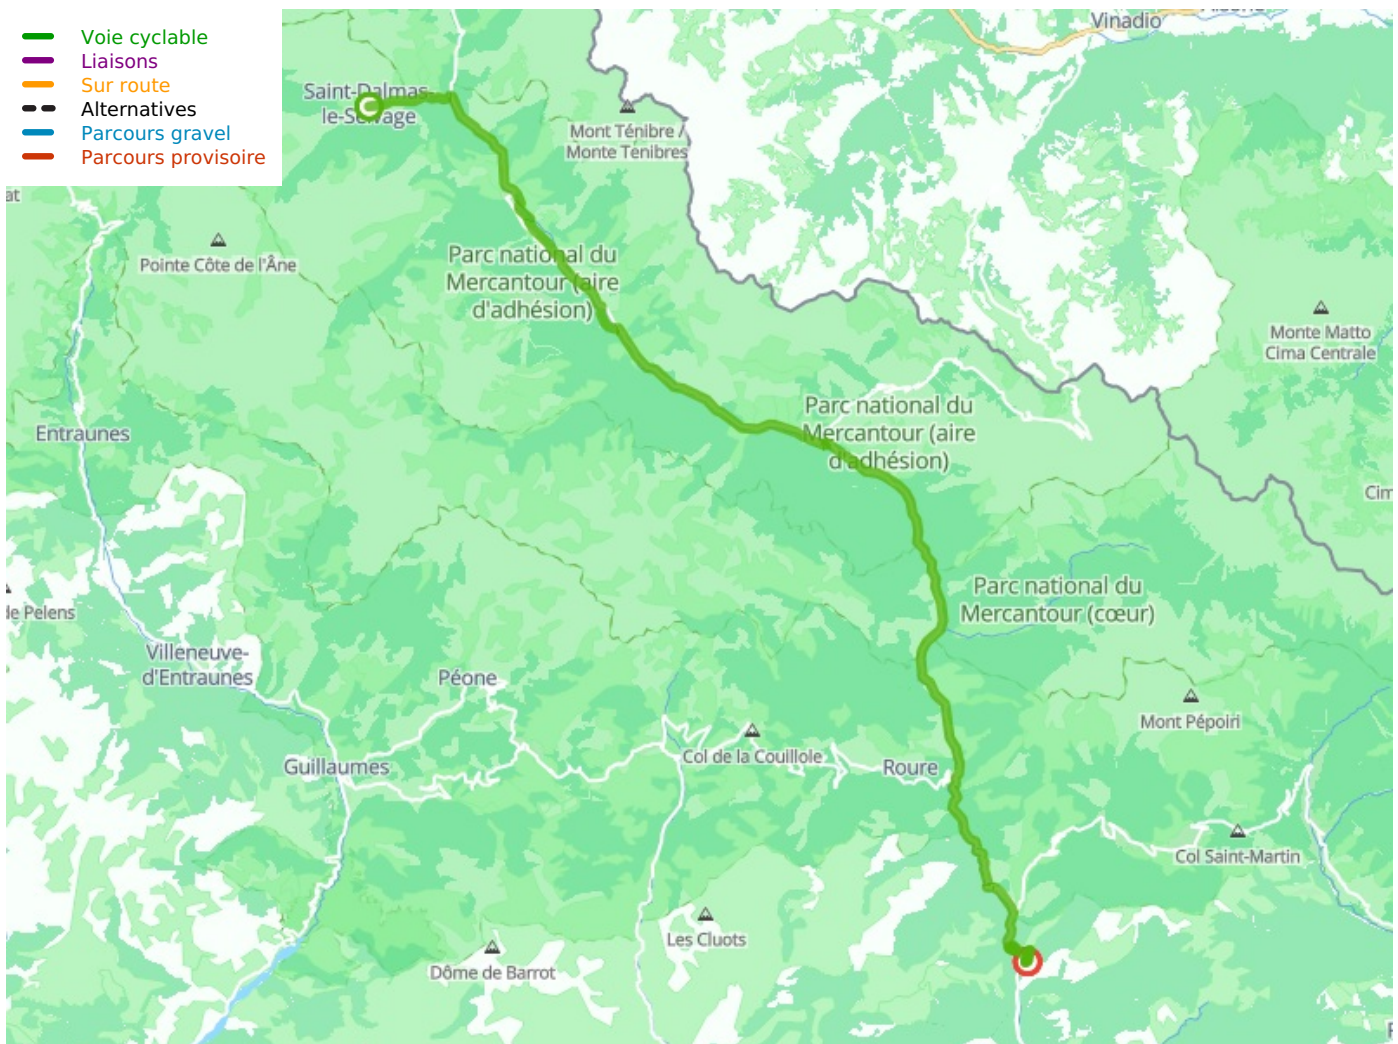 Voie cyclable
Liaisons
Sur route
Alternatives
Parcours gravel
Parcours provisoire
Vinadio
Saint-Dalmas-
le-Selvage
Mont Ténibre /
Monte Tenibres
at
Pointe Côte de l'Âne
Parc national du
Mercantour (aire
d'adhésion)
Monte Matto
Cima Centrale
Entraunes
Parc national du
Mercantour (aire
d'adhésion)
Cim
de Pelens
Parc national du
Mercantour (cœur)
Villeneuve-
d'Entraunes
Péone
Mont Pépoiri
Col de la Couillole
Guillaumes
Roure
Col Saint-Martin
Les Cluots
Dôme de Barrot